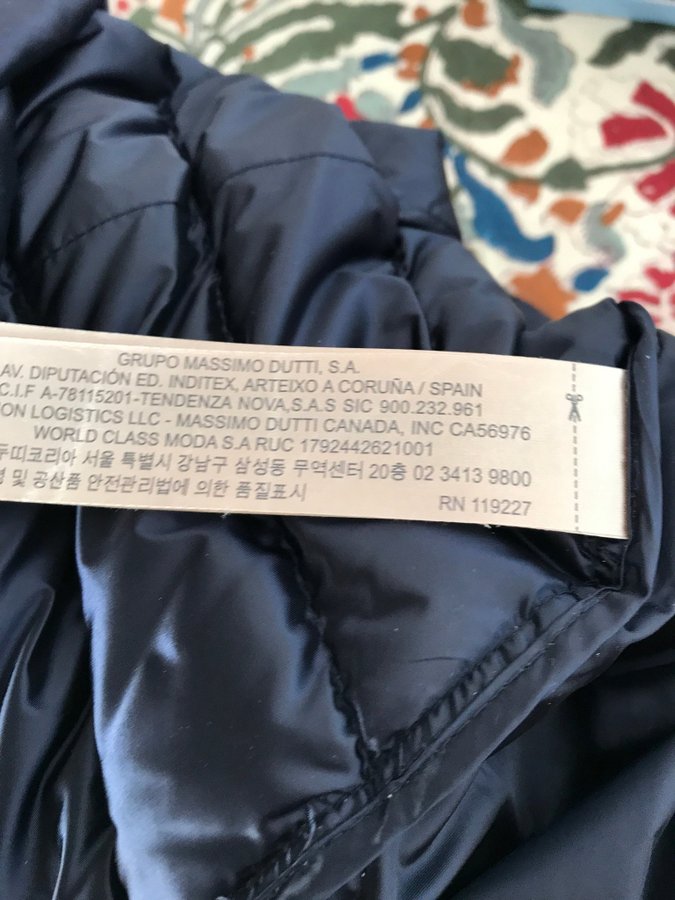 GRUPO MASSIMO DUTTI, S.A.
AV. DIPUTACIÓN ED. INDITEX, ARTEIXO A CORUÑA / SPAIN
C.I.F A-78115201-TENDENZA NOVA,S.A.S SIC 900.232.961
LOGISTICS LLC - MASSIMO DUTTI CANADA, INC CA56976
WORLD CLASS MODA S.A RUC 1792442621001
두띠코리아 서울 특별시 강남구 삼성동 무역센터 20층 02 3413 9800
및 공산품 안전관리법에 의한 품질표시
RN 119227